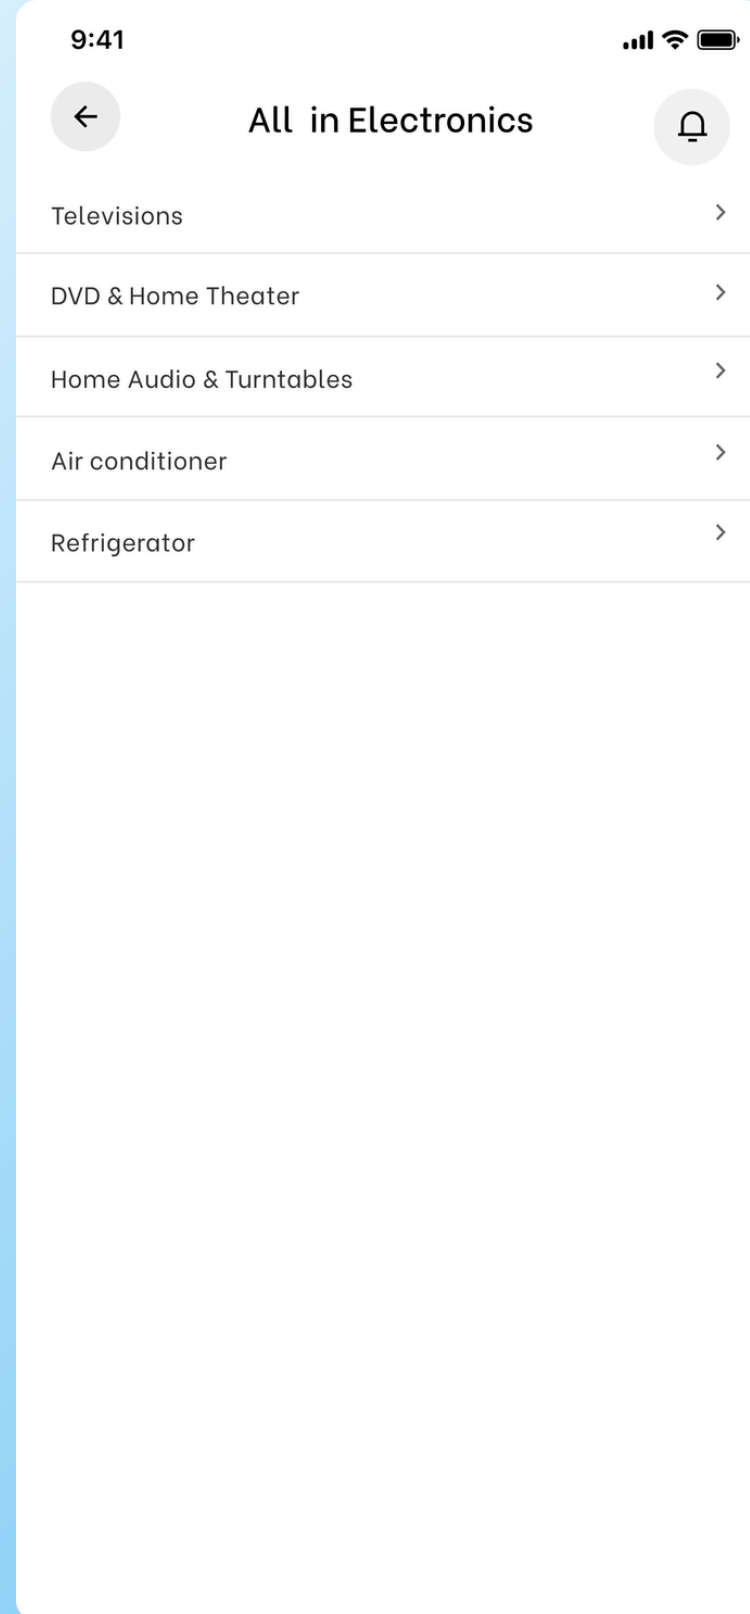 9:41
All  in Electronics
Televisions
DVD & Home Theater
Home Audio & Turntables
Air conditioner
Refrigerator